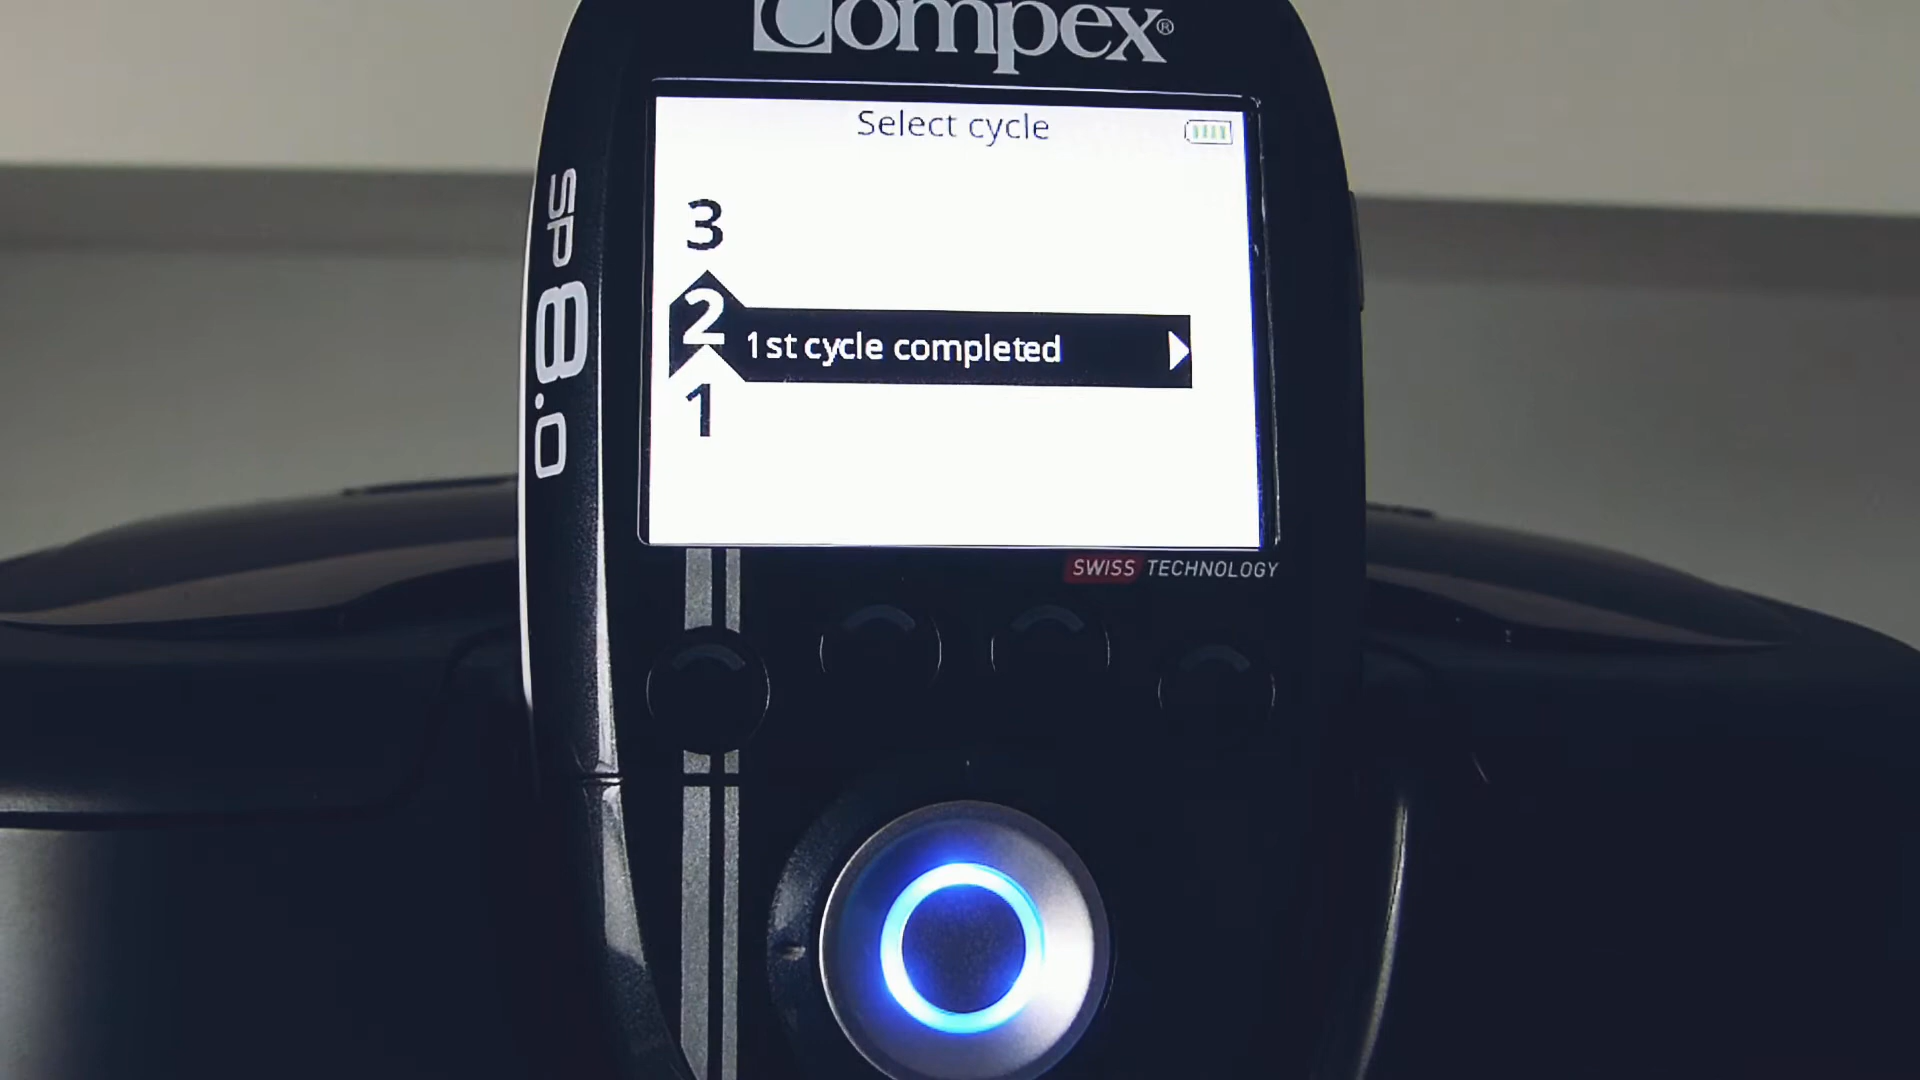 Compex®
Select cycle
3
2 1st cycle completed
1
SP 8.0
SWISS TECHNOLOGY